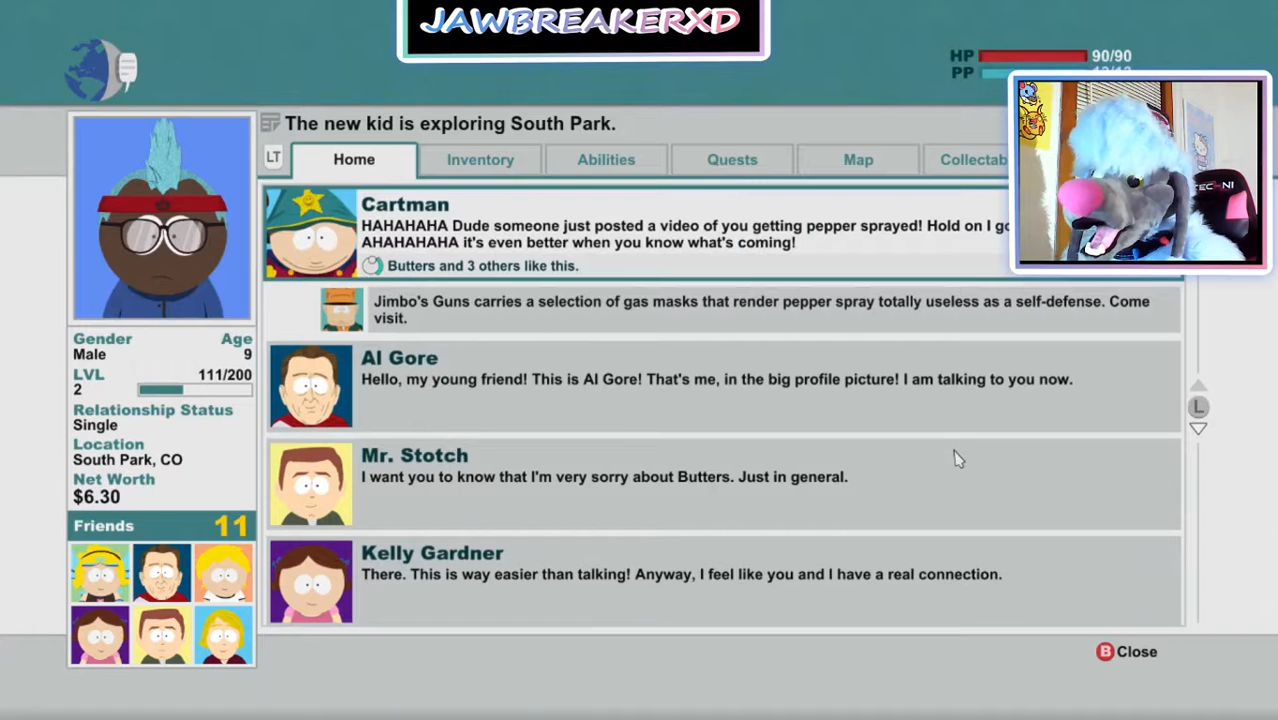 JAWBREAKERXD
HP 90/90
PP
The new kid is exploring South Park.
LT Home Inventory Abilities Quests Map Collectab
Cartman
HAHAHAHA Dude someone just posted a video of you getting pepper sprayed! Hold on I go
AHAHAHAHA it's even better when you know what's coming!
Butters and 3 others like this.
Jimbo's Guns carries a selection of gas masks that render pepper spray totally useless as a self-defense. Come
visit.
Al Gore
Hello, my young friend! This is Al Gore! That's me, in the big profile picture! I am talking to you now.
Mr. Stotch
I want you to know that I'm very sorry about Butters. Just in general.
Kelly Gardner
There. This is way easier than talking! Anyway, I feel like you and I have a real connection.
Gender Age
Male 9
LVL 111/200
2
Relationship Status
Single
Location
South Park, CO
Net Worth
$6.30
Friends 11
L
B Close